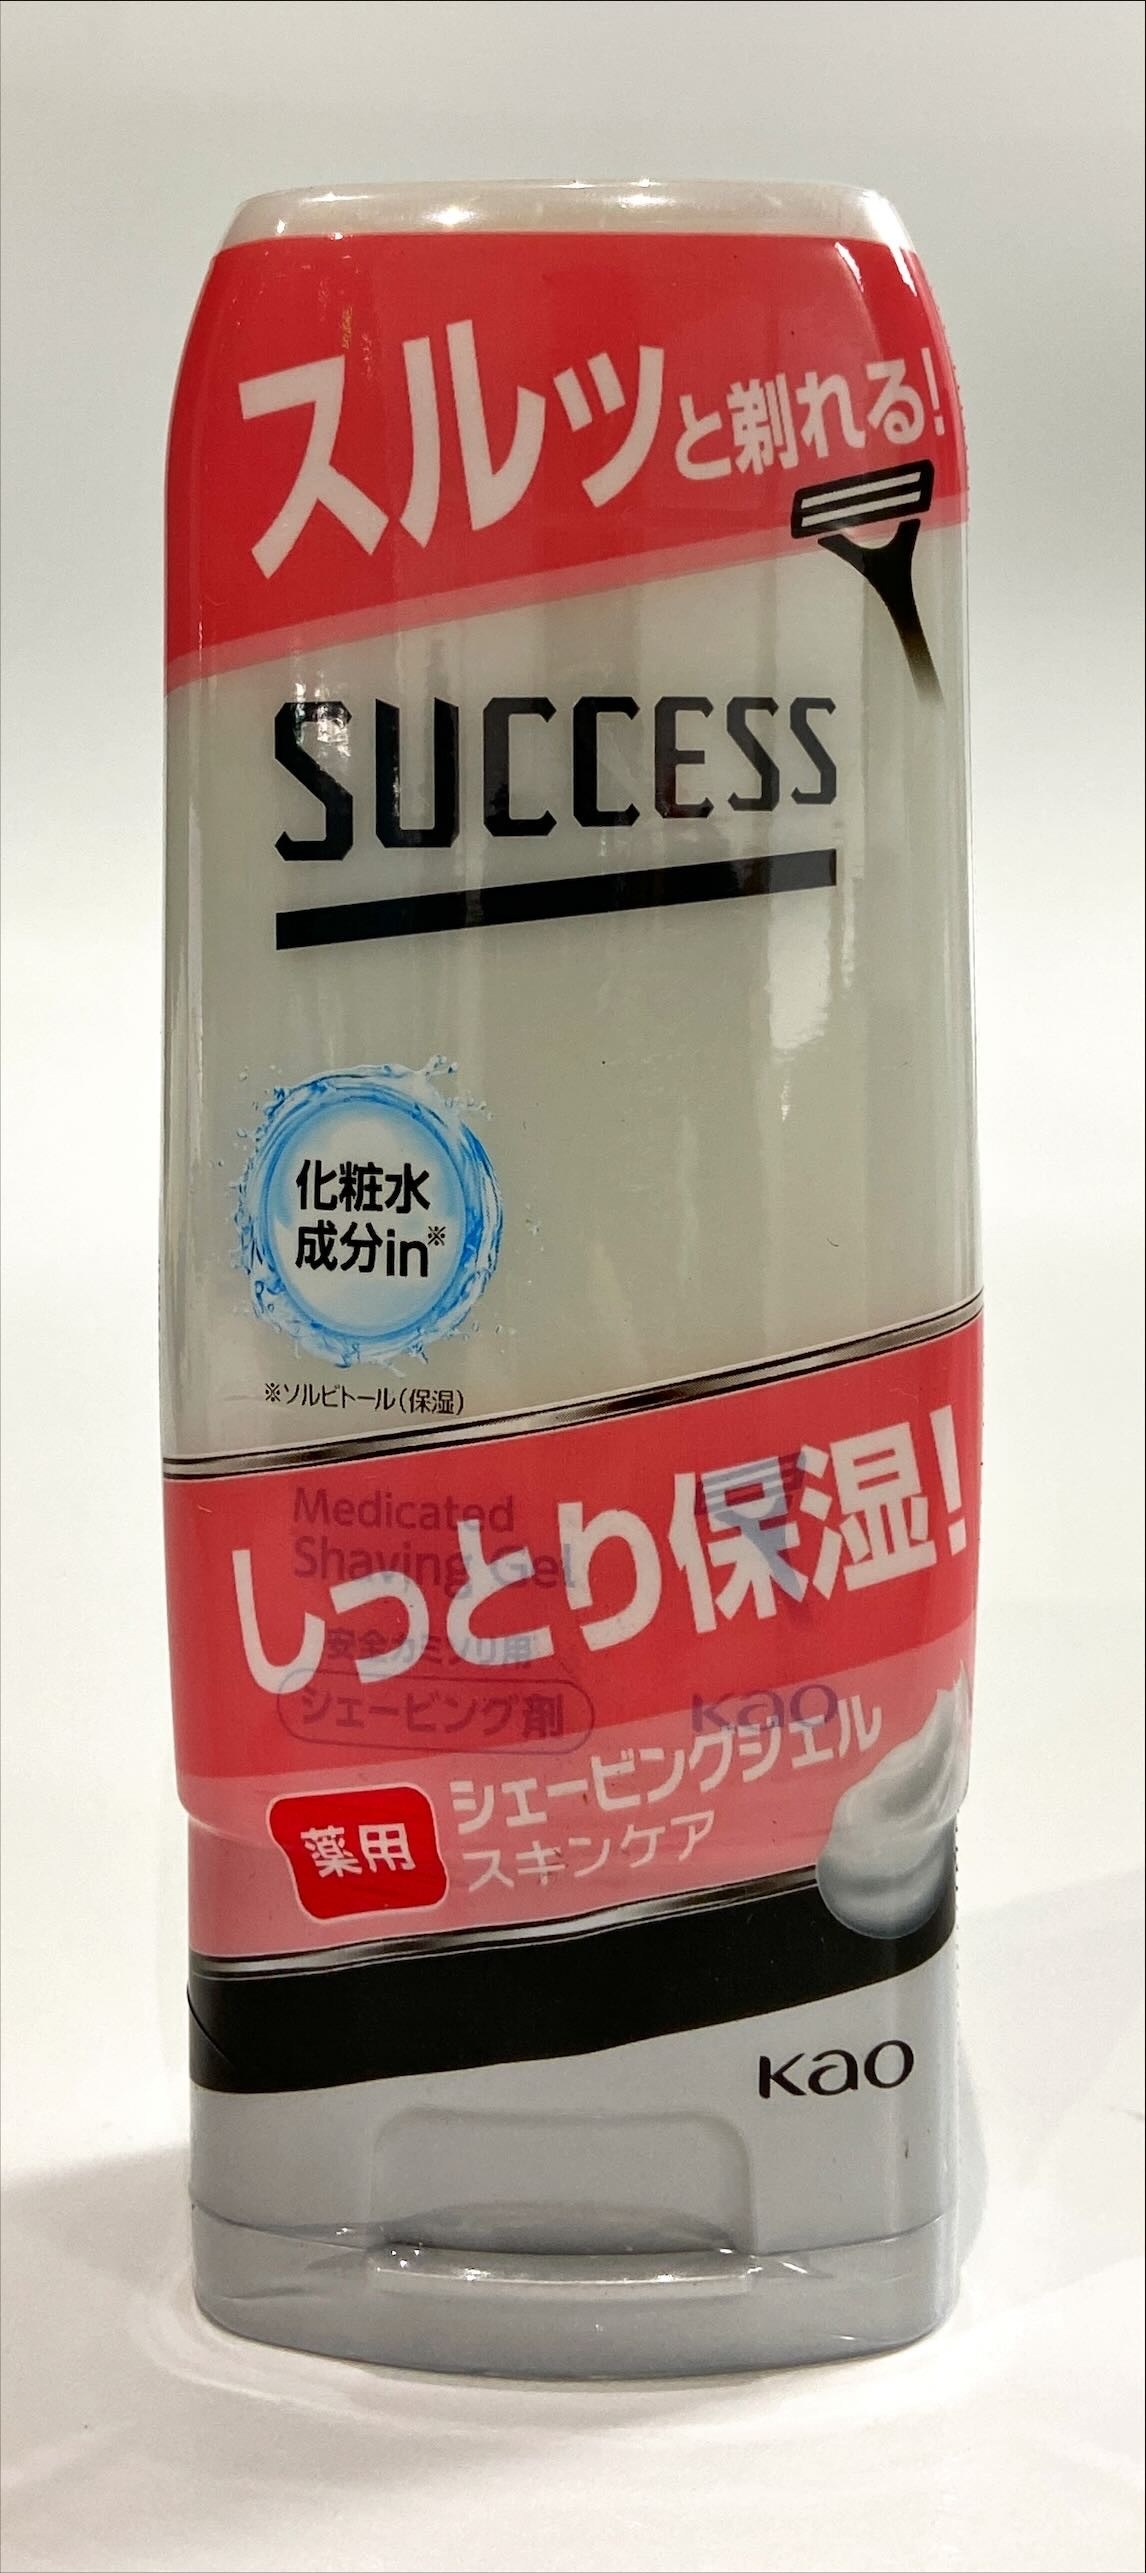 スルッと剃れる!
SUCCESS
化粧水
成分in※
※ソルビトール(保湿)
しっとり保湿!
Medicated
Shaving Gel
安全カミソリ用
シェービング剤
kao
薬用
シェービングジェル
スキンケア
kao